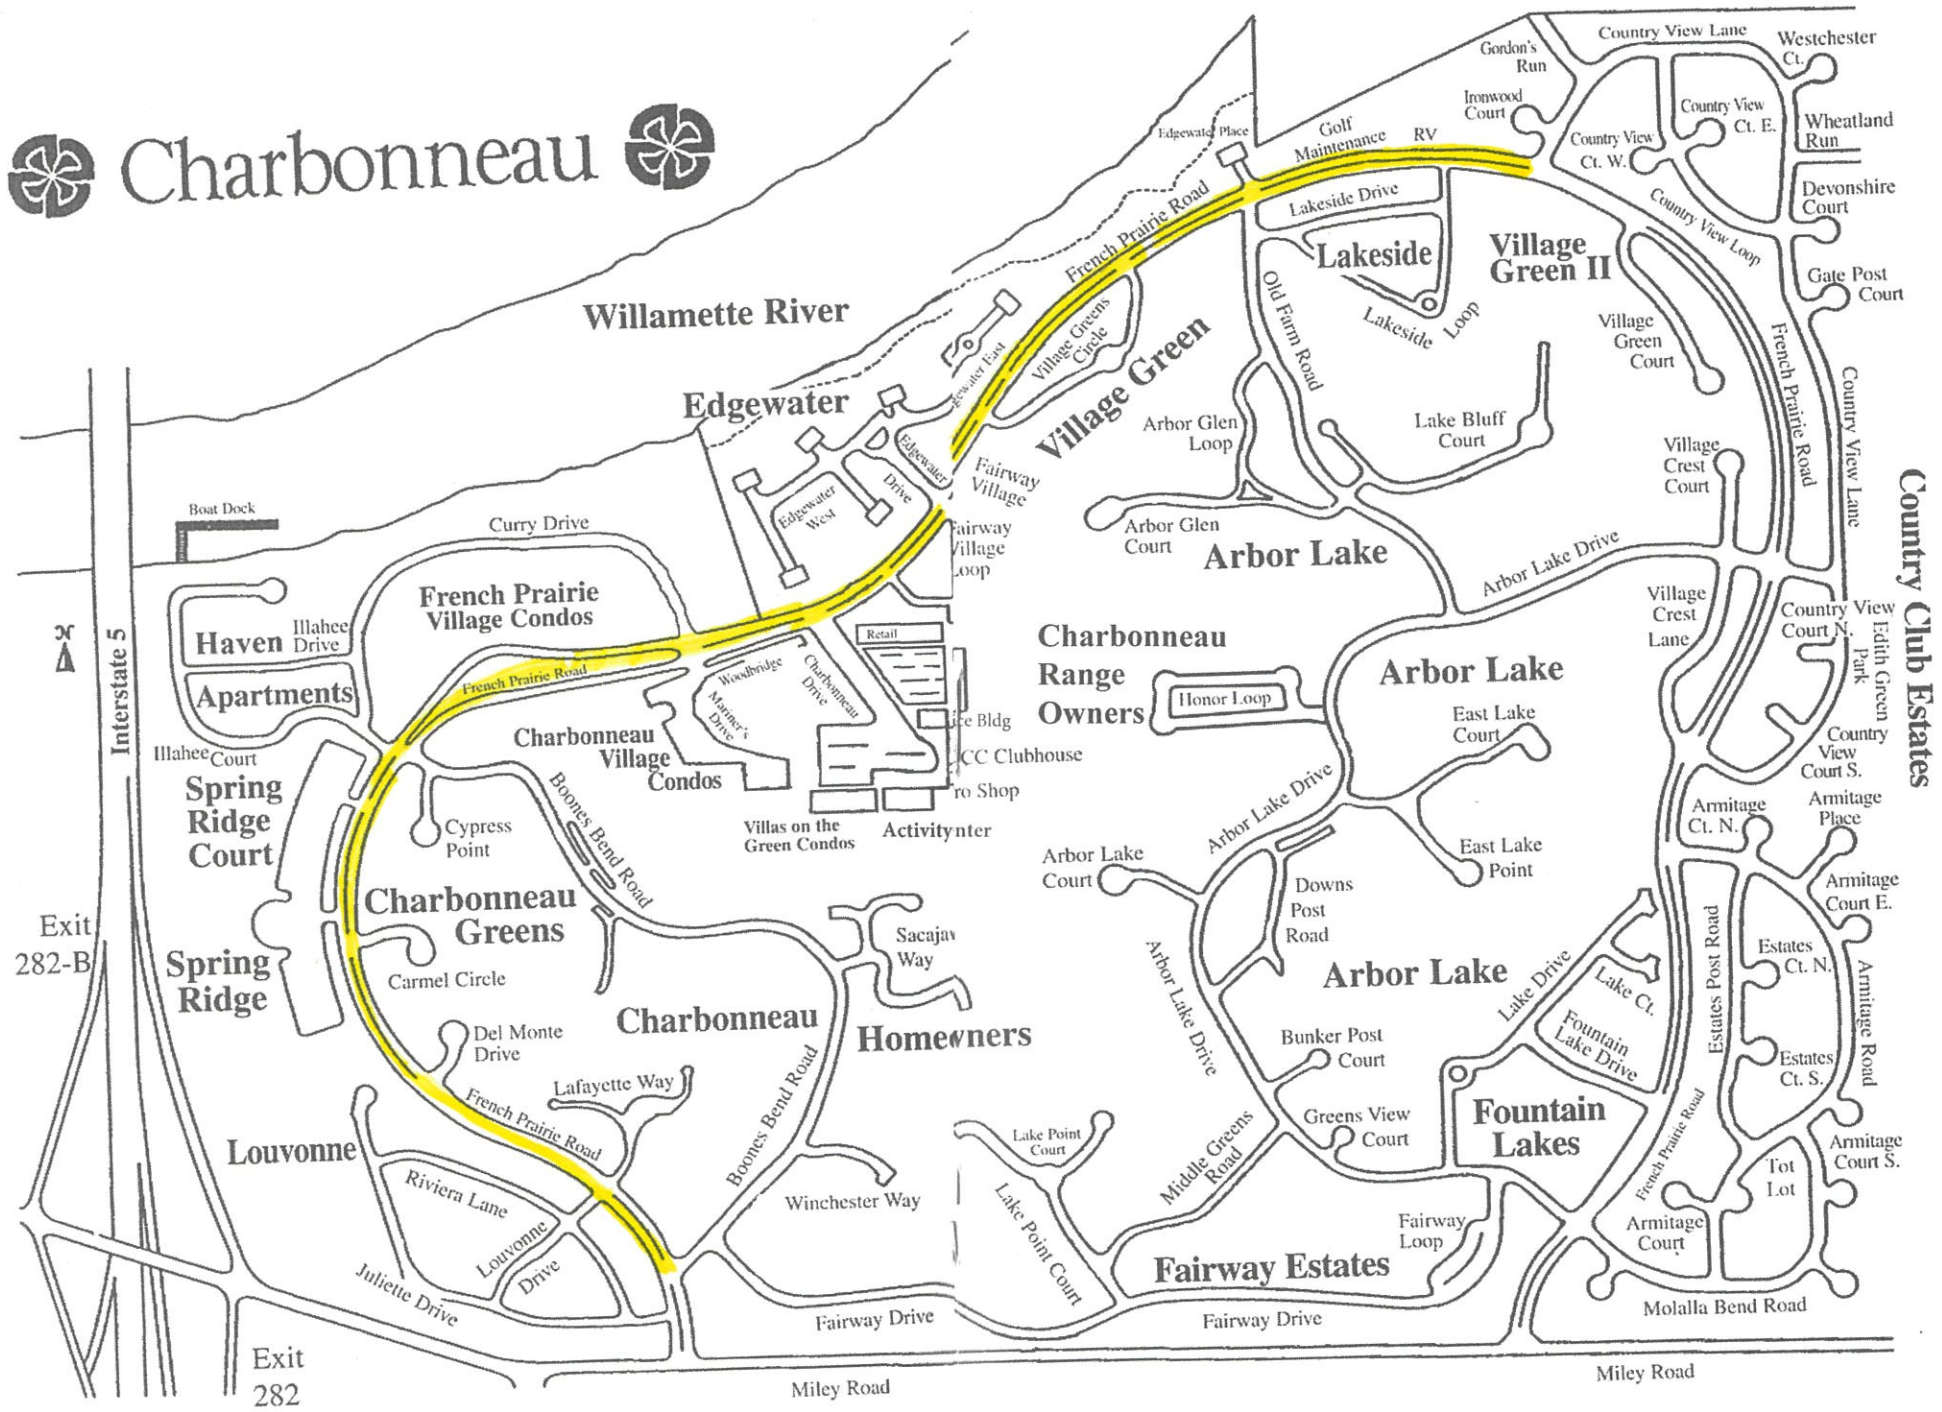 Charbonneau
Country View Lane
Westchester
Ct.
Gordon's
Run
Ironwood
Court
Country View
Ct. E.
Wheatland
Run
Country View
Ct. W.
Edgewater Place
Golf
Maintenance
RV
Devonshire
Court
French Prairie Road
Lakeside Drive
Country View Loop
Lakeside
Village
Green II
Gate Post
Court
Willamette River
Old Farm Road
Village Greens
Circle
Lakeside
Loop
Village
Green
Court
French Prairie Road
Country View Lane
Village Green
Edgewater
gewater East
Arbor Glen
Loop
Lake Bluff
Court
Village
Crest
Court
Edgewater
Drive
Fairway
Village
Edgewater
West
Boat Dock
Curry Drive
Fairway
Village
Loop
Arbor Glen
Court
Arbor Lake
Arbor Lake Drive
Country Club Estates
French Prairie
Village Condos
Haven
Illahee
Drive
Apartments
Interstate 5
Village
Crest
Lane
Country View
Court N.
Edith Green
Park
Retail
Charbonneau
Range
Owners
Honor Loop
Arbor Lake
French Prairie Road
Woodbridge
Mariner's
Drive
Charbonneau
Drive
East Lake
Court
ice Bldg
CC Clubhouse
ro Shop
Country
View
Court S.
Illahee Court
Charbonneau
Village
Condos
Spring
Ridge
Court
Boones Bend Road
Cypress
Point
Villas on the
Green Condos
Activity nter
Arbor Lake Drive
Armitage
Ct. N.
Armitage
Place
East Lake
Point
Arbor Lake
Court
Downs
Post
Road
Armitage
Court E.
Charbonneau
Greens
Exit
282-B
Spring
Ridge
Carmel Circle
Sacajaw
Way
Arbor Lake Drive
Arbor Lake
Lake Drive
Lake Ct.
Estates Post Road
Estates
Ct. N.
Armitage Road
Charbonneau
Homeowners
Del Monte
Drive
Lafayette Way
Fountain
Lake Drive
Bunker Post
Court
Estates
Ct. S.
French Prairie Road
Boones Bend Road
Greens View
Court
Fountain
Lakes
French Prairie Road
Louvonne
Lake Point
Court
Middle Greens
Road
Armitage
Court S.
Tot
Lot
Riviera Lane
Winchester Way
Lake Point Court
Fairway
Loop
Armitage
Court
Louvonne
Drive
Fairway Estates
Juliette Drive
Fairway Drive
Fairway Drive
Molalla Bend Road
Exit
282
Miley Road
Miley Road